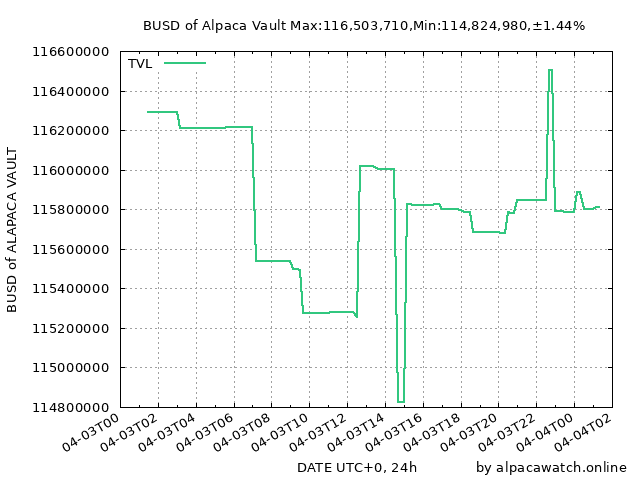 BUSD of Alpaca Vault Max:116,503,710,Min:114,824,980,±1.44%
TVL
BUSD of ALAPACA VAULT
116600000
116400000
116200000
116000000
115800000
115600000
115400000
115200000
115000000
114800000
04-03T00
04-03T02
04-03T04
04-03T06
04-03T08
04-03T10
04-03T12
04-03T14
04-03T16
04-03T18
04-03T20
04-03T22
04-04T00
04-04T02
DATE UTC+0, 24h
by alpacawatch.online